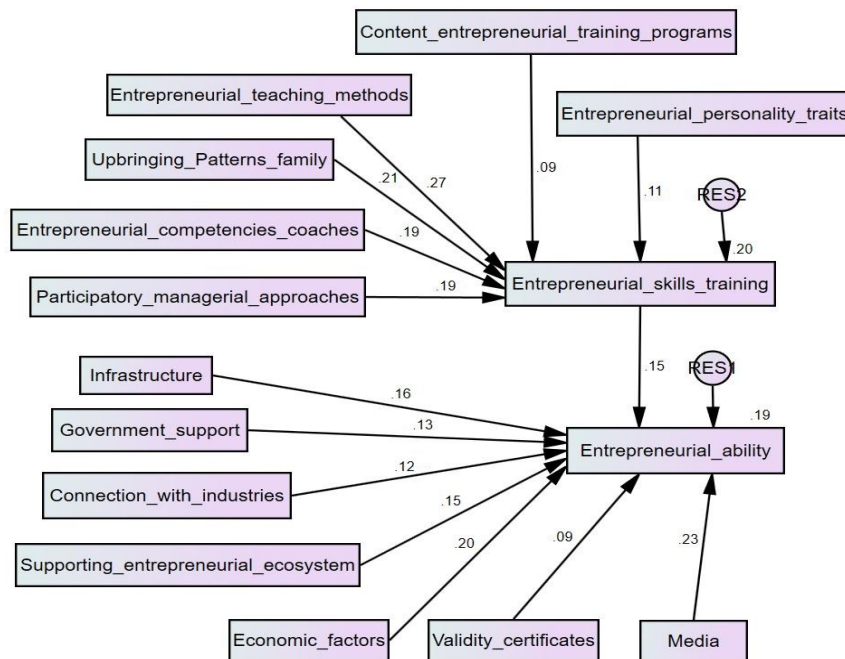 Content_entrepreneurial_training_programs
Entrepreneurial_teaching_methods
Entrepreneurial_personality_traits
Upbringing_Patterns_family
.21
.27
.09
.11
RES2
Entrepreneurial_competencies_coaches
.19
.20
Participatory_managerial_approaches
.19
Entrepreneurial_skills_training
Infrastructure
.16
.15
RES1
Government_support
.13
.19
Entrepreneurial_ability
Connection_with_industries
.12
.15
Supporting_entrepreneurial_ecosystem
.20
.09
.23
Economic_factors
Validity_certificates
Media